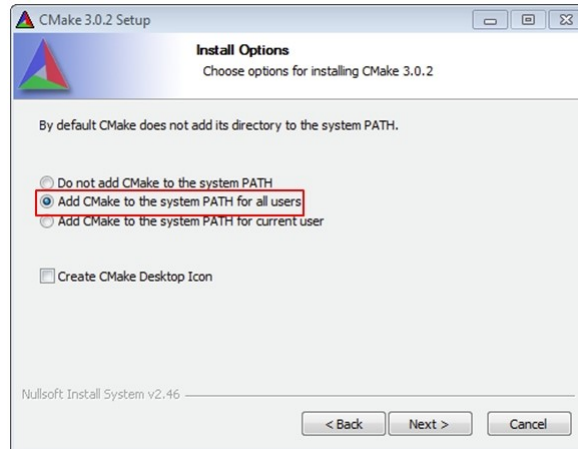 CMake 3.0.2 Setup
Install Options
Choose options for installing CMake 3.0.2
By default CMake does not add its directory to the system PATH.
Do not add CMake to the system PATH
Add CMake to the system PATH for all users
Add CMake to the system PATH for current user
Create CMake Desktop Icon
Nullsoft Install System v2.46
< Back Next > Cancel